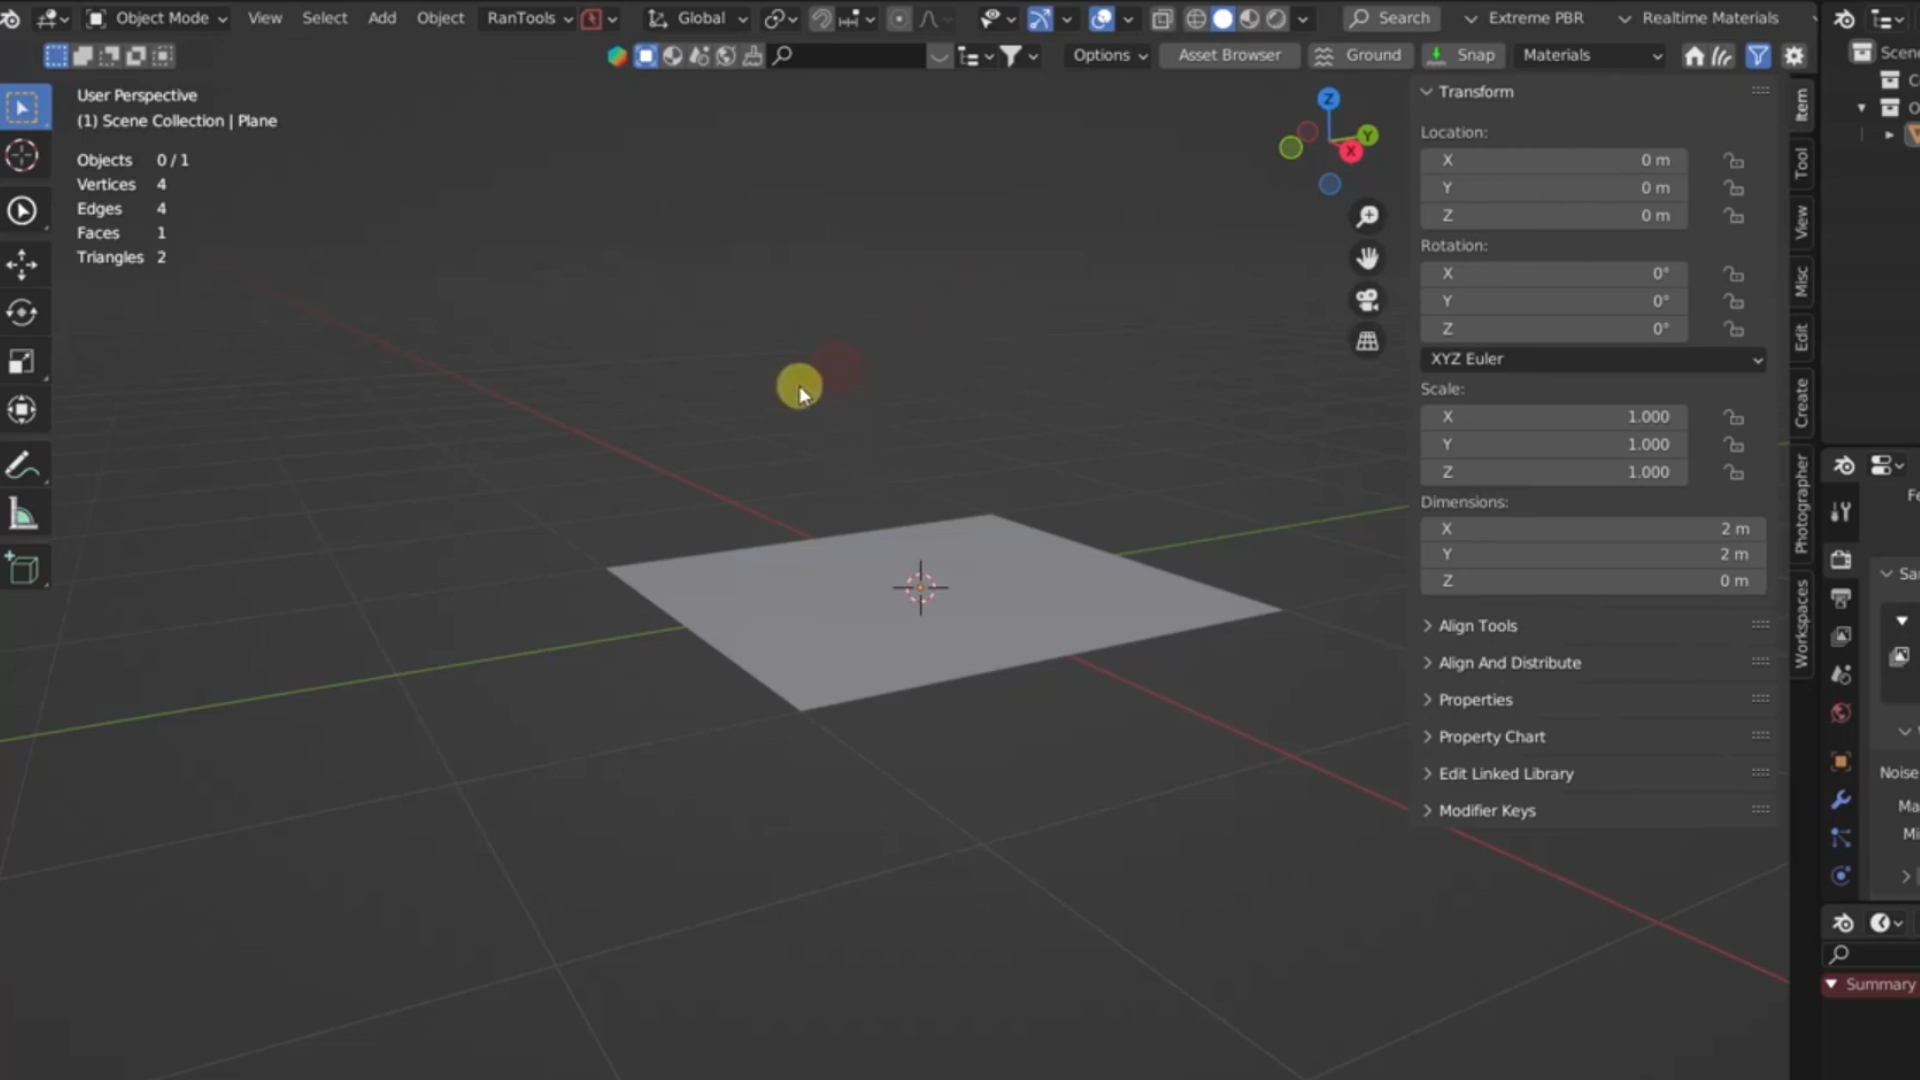 Object Mode View Select Add Object RanTools Global Search Extreme PBR Realtime Materials
Options Asset Browser Ground Snap Materials
User Perspective
(1) Scene Collection | Plane
Objects 0 / 1
Vertices 4
Edges 4
Faces 1
Triangles 2
Z
Y
X
Transform
Location:
X 0 m
Y 0 m
Z 0 m
Rotation:
X 0°
Y 0°
Z 0°
XYZ Euler
Scale:
X 1.000
Y 1.000
Z 1.000
Dimensions:
X 2 m
Y 2 m
Z 0 m
Align Tools
Align And Distribute
Properties
Property Chart
Edit Linked Library
Modifier Keys
Item
Tool
View
Misc
Edit
Create
Photographer
Workspaces
Scene
C
O
Fe
Sa
Noise
Ma
Mi
Summary